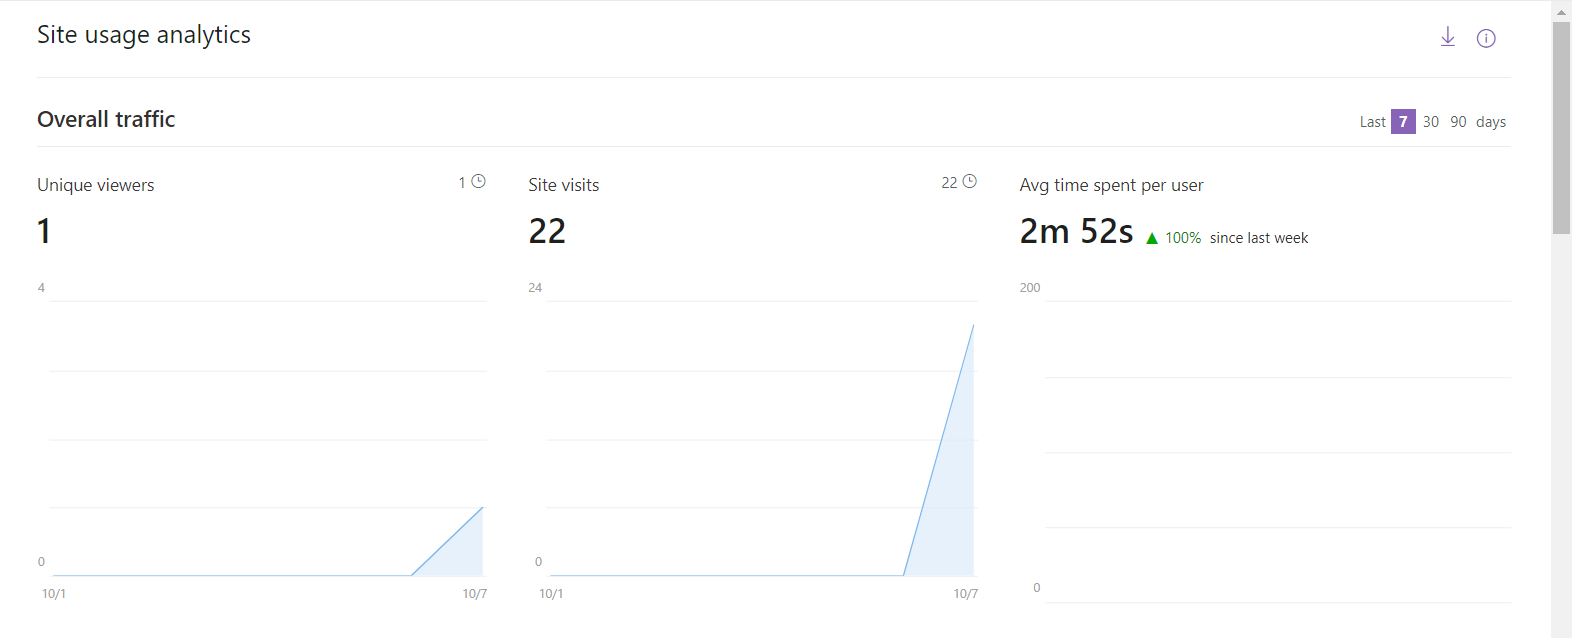 Site usage analytics
Overall traffic
Last 7 30 90 days
Unique viewers
1
1
4
0
10/1 10/7
Site visits
22
22
24
0
10/1 10/7
Avg time spent per user
2m 52s ▲ 100% since last week
200
0